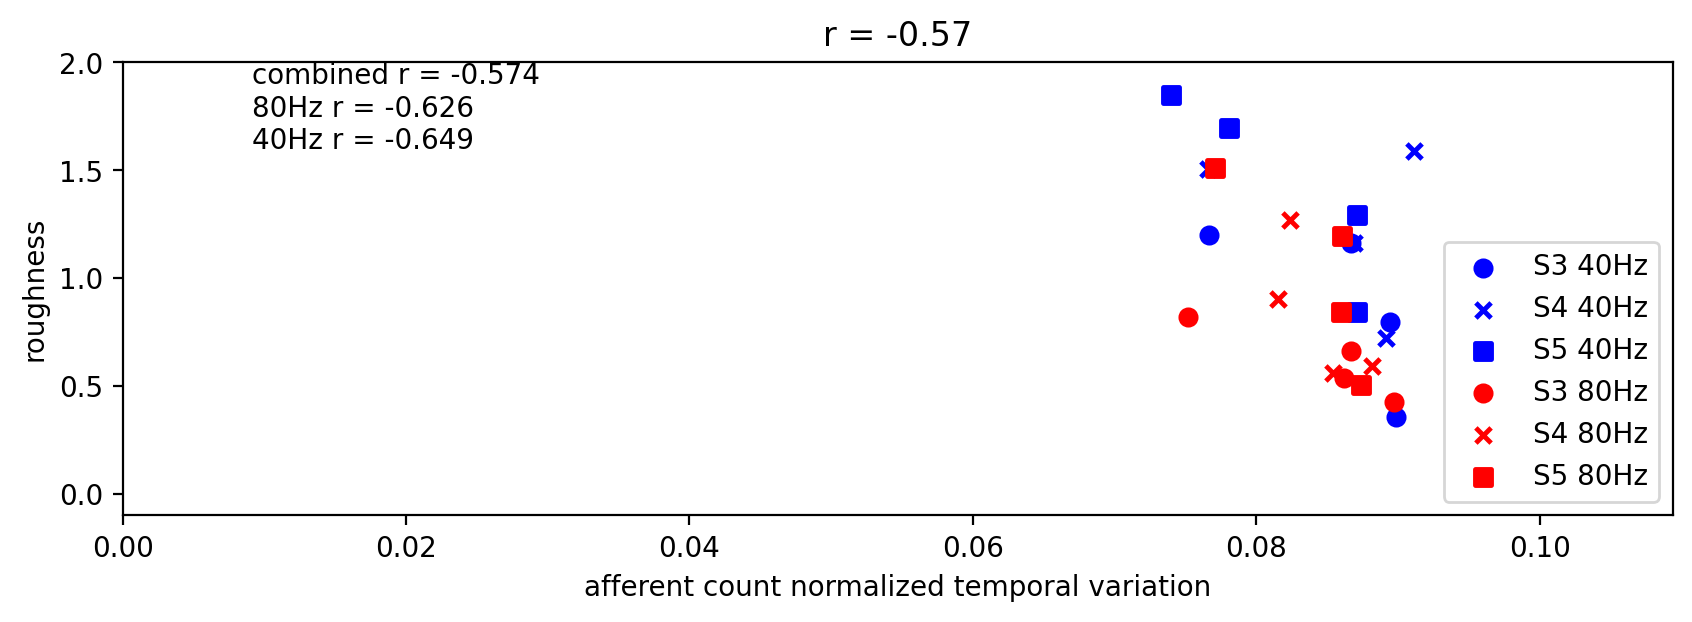 r = -0.57
combined r = -0.574
80Hz r = -0.626
40Hz r = -0.649
roughness
2.0
1.5
1.0
0.5
0.0
0.00 0.02 0.04 0.06 0.08 0.10
afferent count normalized temporal variation
S3 40Hz
S4 40Hz
S5 40Hz
S3 80Hz
S4 80Hz
S5 80Hz